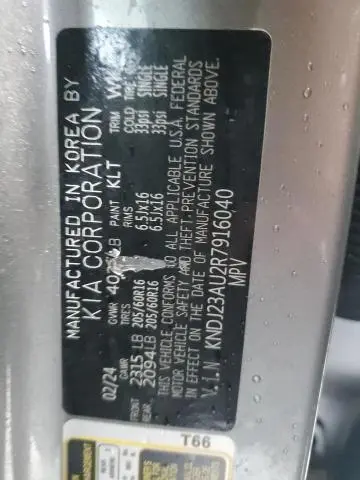 MANUFACTURED IN KOREA BY
KIA CORPORATION
02/24 GVWR PAINT KLT TRIM
GAWR TIRES RIMS COLD TIRE
FRONT 2315 LB 205/60R16 6.5Jx16 33psi SINGLE
REAR 2094 LB 205/60R16 6.5Jx16 33psi SINGLE
THIS VEHICLE CONFORMS TO ALL APPLICABLE U.S.A. FEDERAL
MOTOR VEHICLE SAFETY AND THEFT PREVENTION STANDARDS
IN EFFECT ON THE DATE OF MANUFACTURE SHOWN ABOVE.
V.I.N KNDJ23AU2R7916040
MPV
T66